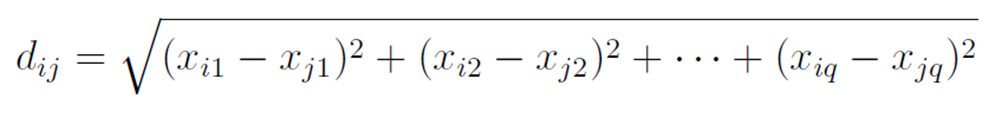 d_{ij} = \sqrt{(x_{i1} - x_{j1})^2 + (x_{i2} - x_{j2})^2 + \cdots + (x_{iq} - x_{jq})^2}